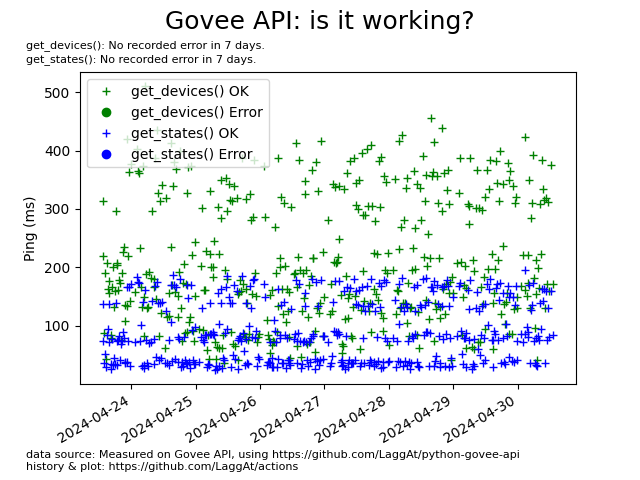 Govee API: is it working?
get_devices(): No recorded error in 7 days.
get_states(): No recorded error in 7 days.
get_devices() OK
get_devices() Error
get_states() OK
get_states() Error
Ping (ms)
500
400
300
200
100
2024-04-24
2024-04-25
2024-04-26
2024-04-27
2024-04-28
2024-04-29
2024-04-30
data source: Measured on Govee API, using https://github.com/LaggAt/python-govee-api
history & plot: https://github.com/LaggAt/actions